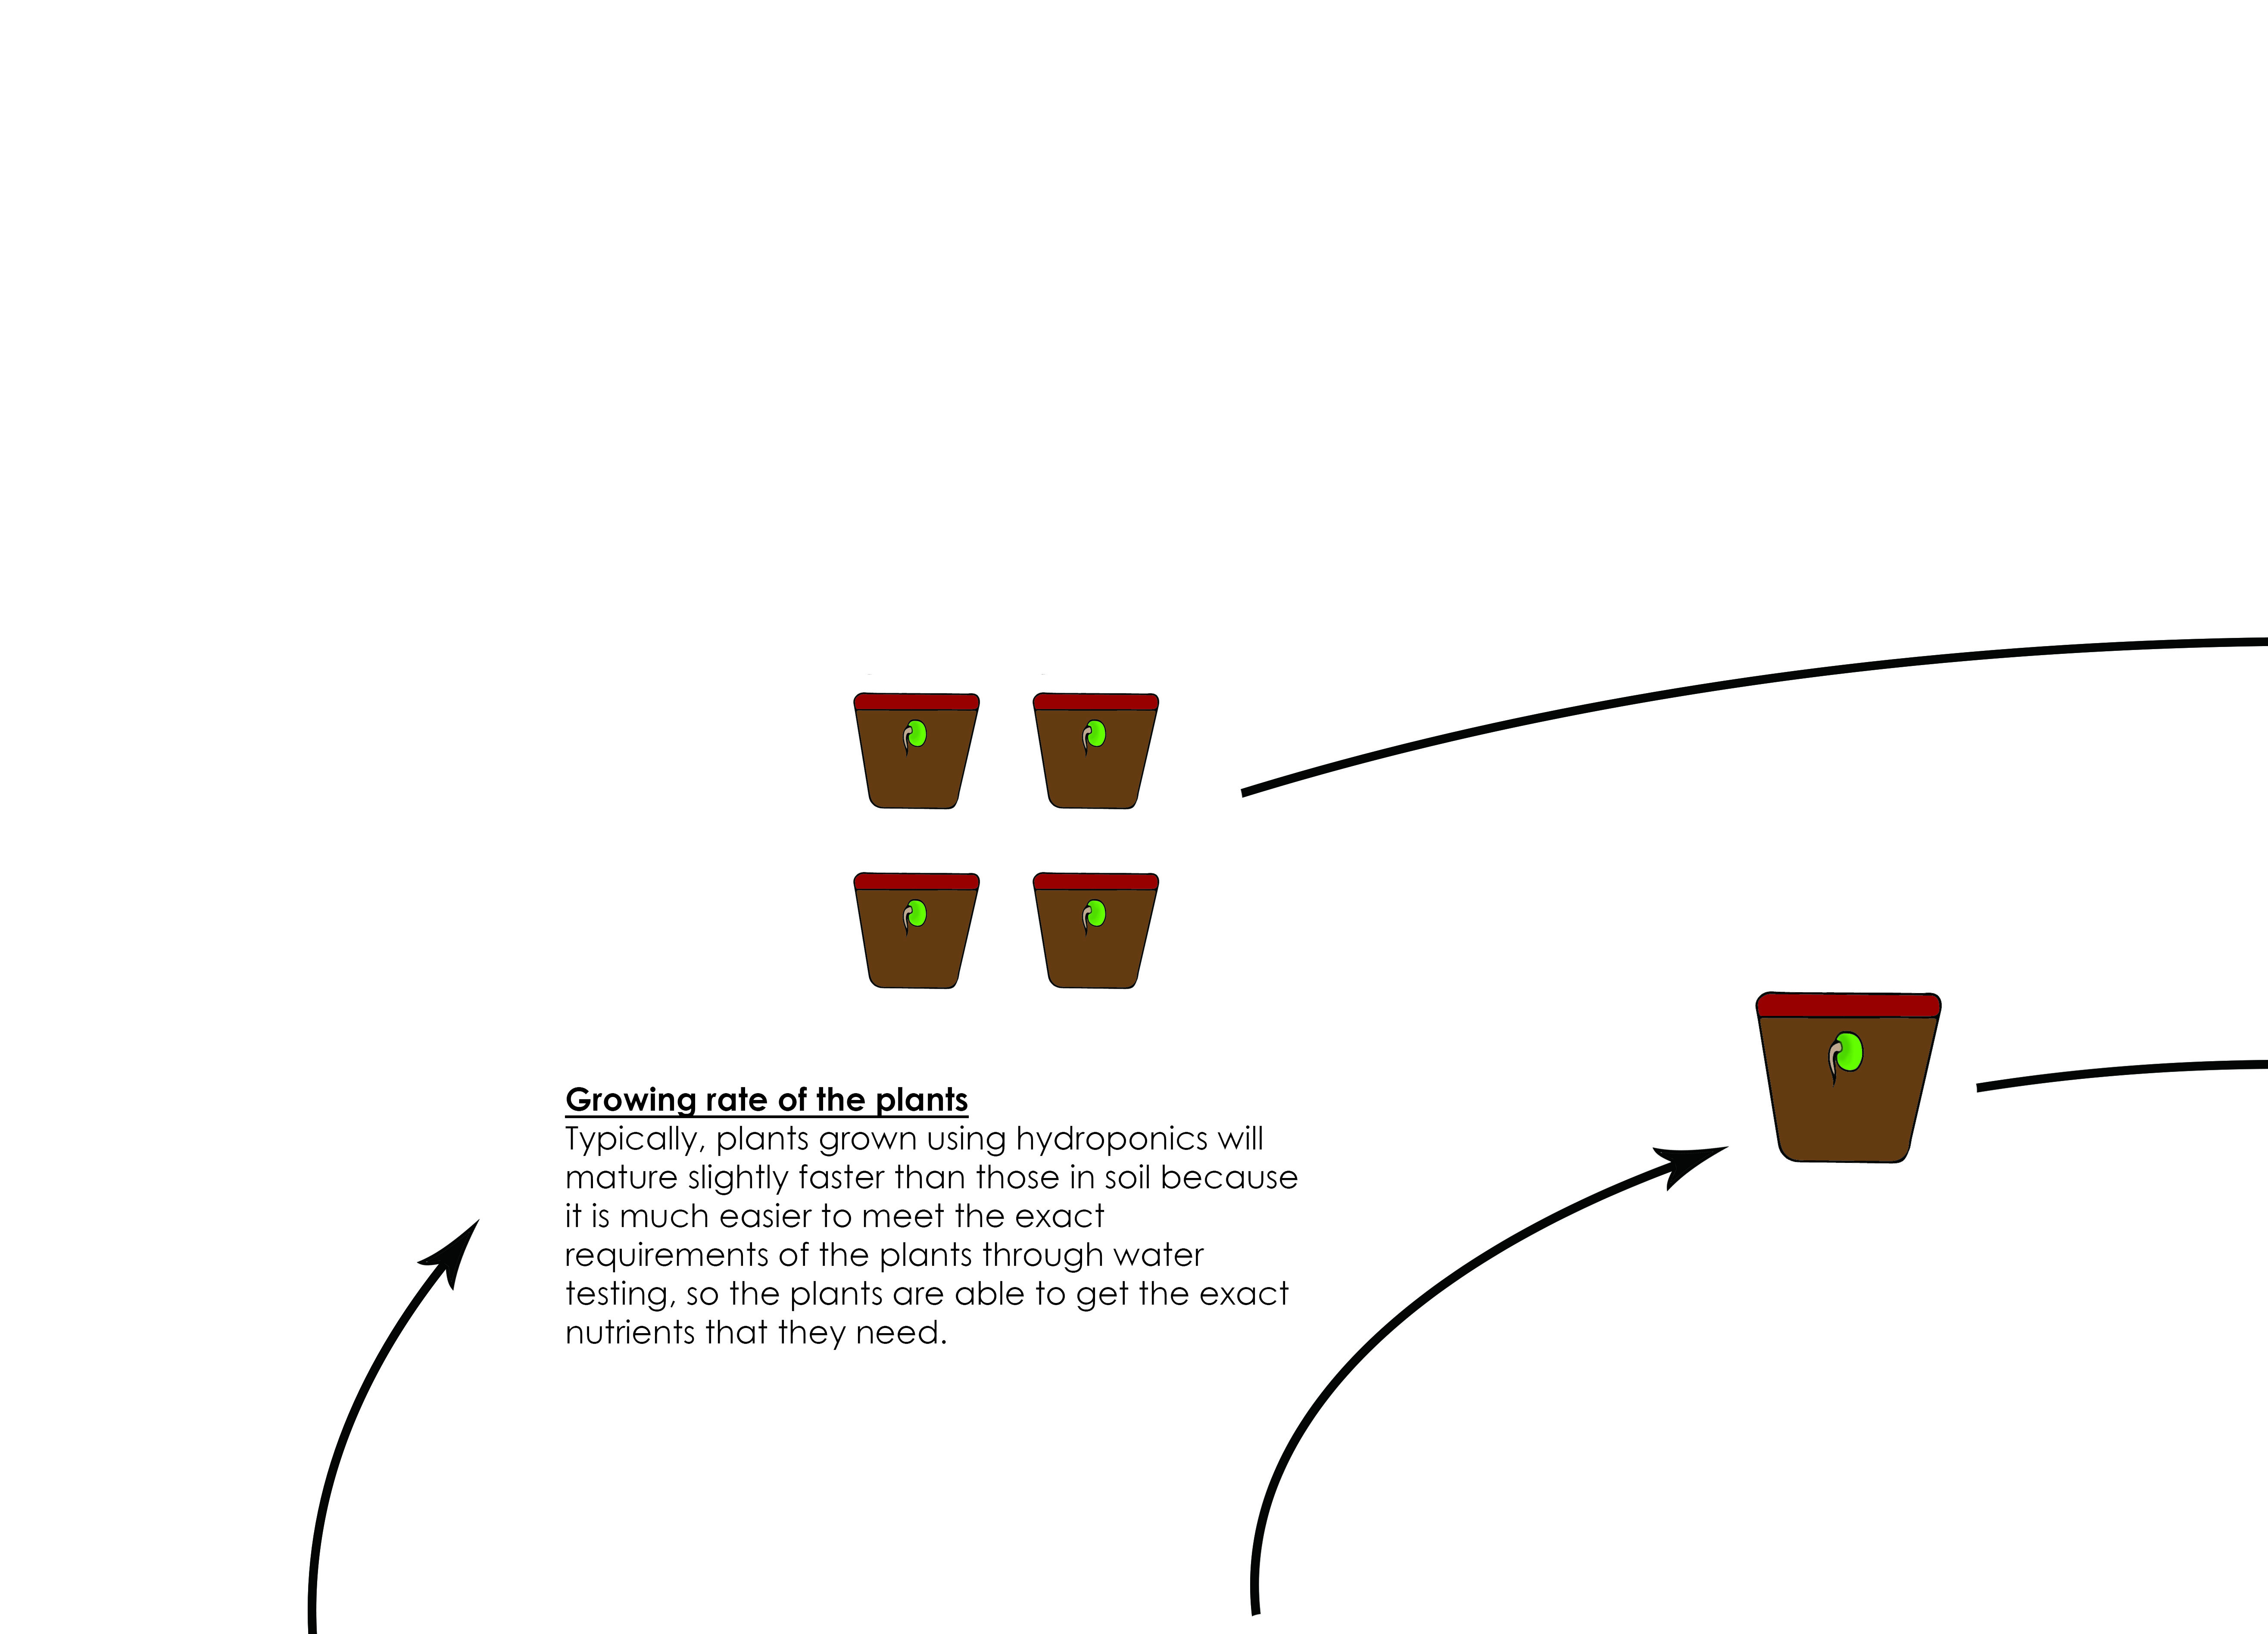 Growing rate of the plants
Typically, plants grown using hydroponics will
mature slightly faster than those in soil because
it is much easier to meet the exact
requirements of the plants through water
testing, so the plants are able to get the exact
nutrients that they need.